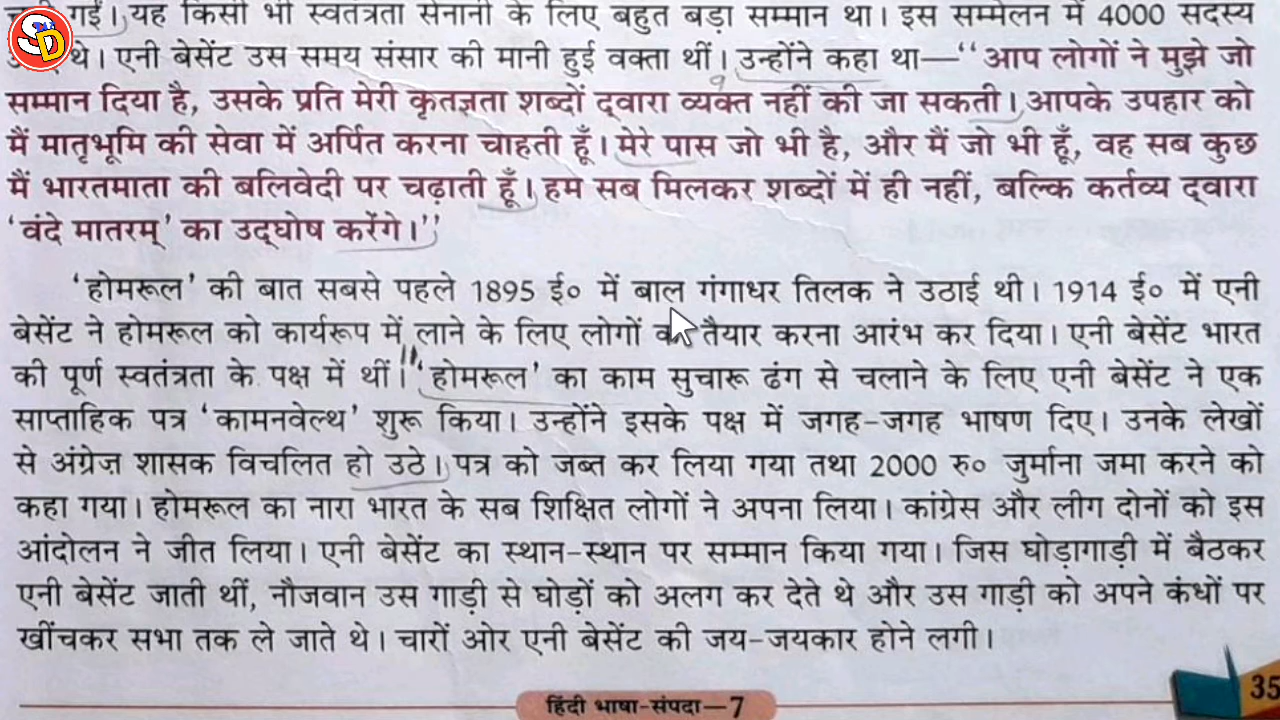 गईं। यह किसी भी स्वतंत्रता सेनानी के लिए बहुत बड़ा सम्मान था। इस सम्मेलन में 4000 सदस्य
SD
थे। एनी बेसेंट उस समय संसार की मानी हुई वक्ता थीं। उन्होंने कहा था—‘‘आप लोगों ने मुझे जो
सम्मान दिया है, उसके प्रति मेरी कृतज्ञता शब्दों द्वारा व्यक्त नहीं की जा सकती। आपके उपहार को
मैं मातृभूमि की सेवा में अर्पित करना चाहती हूँ। मेरे पास जो भी है, और मैं जो भी हूँ, वह सब कुछ
मैं भारतमाता की बलिवेदी पर चढ़ाती हूँ। हम सब मिलकर शब्दों में ही नहीं, बल्कि कर्तव्य द्वारा
‘वंदे मातरम्’ का उद्घोष करेंगे।’’
‘होमरूल’ की बात सबसे पहले 1895 ई० में बाल गंगाधर तिलक ने उठाई थी। 1914 ई० में एनी
बेसेंट ने होमरूल को कार्यरूप में लाने के लिए लोगों को तैयार करना आरंभ कर दिया। एनी बेसेंट भारत
की पूर्ण स्वतंत्रता के पक्ष में थीं। ‘होमरूल’ का काम सुचारू ढंग से चलाने के लिए एनी बेसेंट ने एक
साप्ताहिक पत्र ‘कामनवेल्थ’ शुरू किया। उन्होंने इसके पक्ष में जगह-जगह भाषण दिए। उनके लेखों
से अंग्रेज़ शासक विचलित हो उठे। पत्र को जब्त कर लिया गया तथा 2000 रु० जुर्माना जमा करने को
कहा गया। होमरूल का नारा भारत के सब शिक्षित लोगों ने अपना लिया। कांग्रेस और लीग दोनों को इस
आंदोलन ने जीत लिया। एनी बेसेंट का स्थान-स्थान पर सम्मान किया गया। जिस घोड़ागाड़ी में बैठकर
एनी बेसेंट जाती थीं, नौजवान उस गाड़ी से घोड़ों को अलग कर देते थे और उस गाड़ी को अपने कंधों पर
खींचकर सभा तक ले जाते थे। चारों ओर एनी बेसेंट की जय-जयकार होने लगी।
हिंदी भाषा-संपदा—7
35